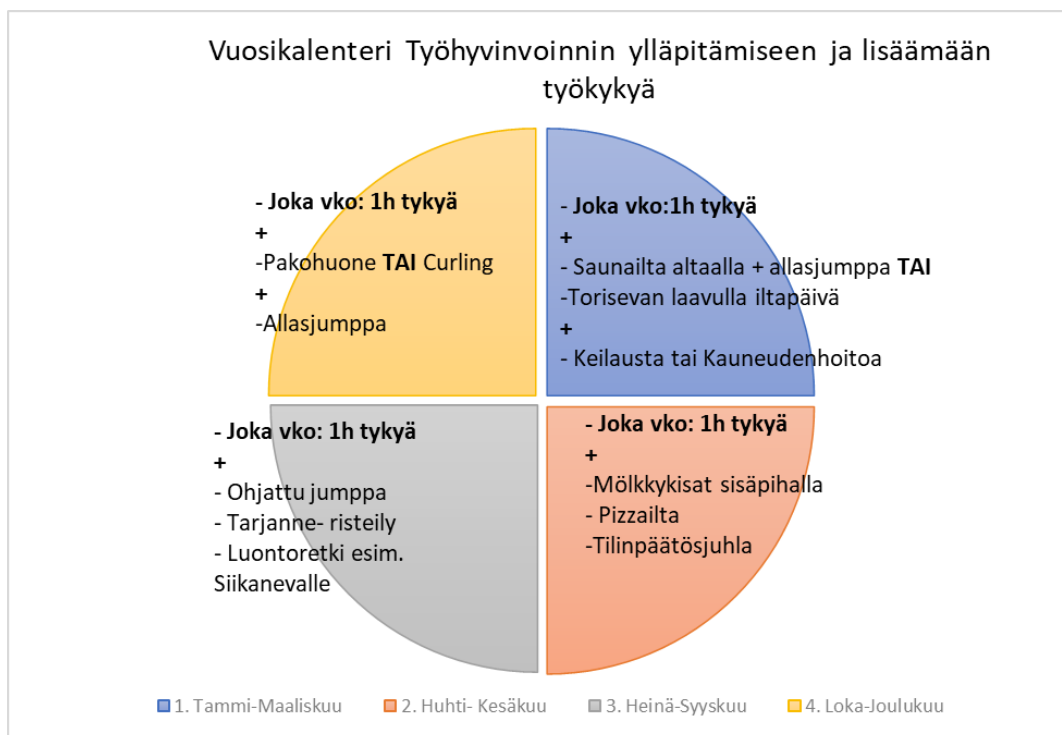 Vuosikalenteri Työhyvinvoinnin ylläpitämiseen ja lisäämään
työkykyä
- Joka vko: 1h tykyä
+
-Pakohuone TAI Curling
+
-Allasjumppa
- Joka vko:1h tykyä
+
- Saunailta altaalla + allasjumppa TAI
-Torisevan laavulla iltapäivä
+
- Keilausta tai Kauneudenhoitoa
- Joka vko: 1h tykyä
+
- Ohjattu jumppa
- Tarjanne- risteily
- Luontoretki esim.
Siikanevalle
- Joka vko: 1h tykyä
+
-Mölkkykisat sisäpihalla
- Pizzailta
-Tilinpäätösjuhla
1. Tammi-Maaliskuu
2. Huhti- Kesäkuu
3. Heinä-Syyskuu
4. Loka-Joulukuu